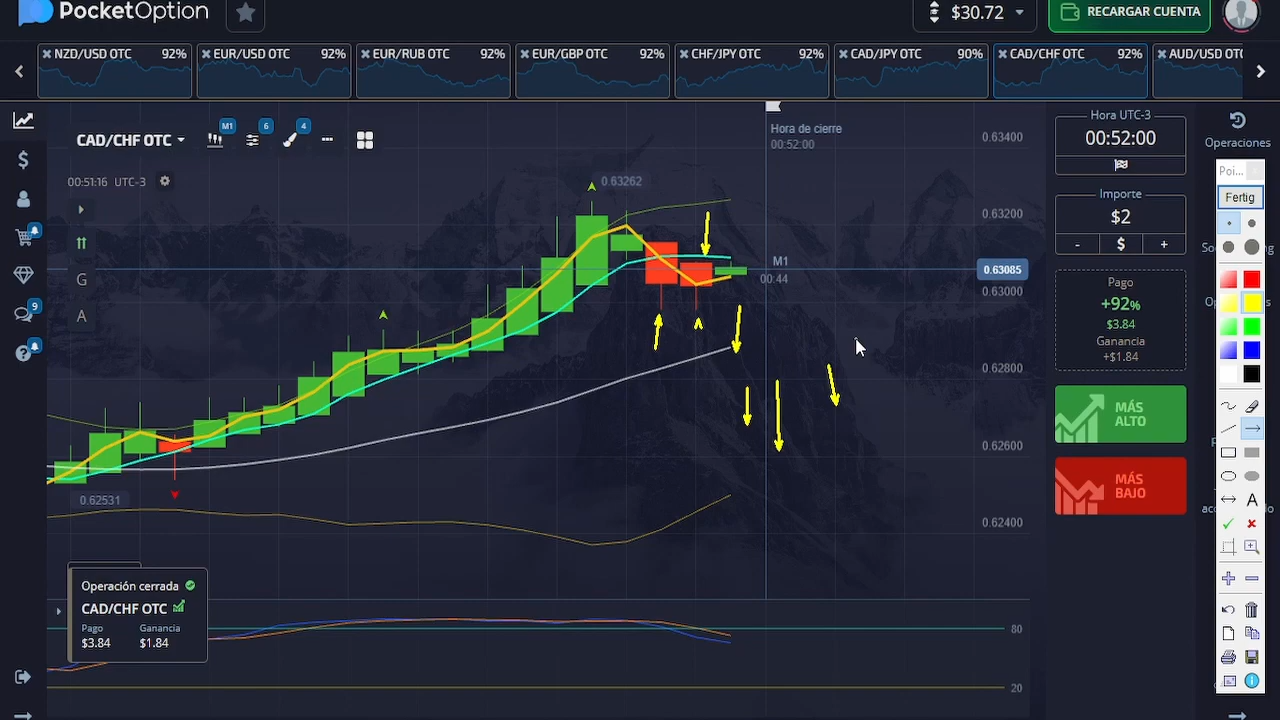 PocketOption
$30.72
RECARGAR CUENTA
NZD/USD OTC 92%
EUR/USD OTC 92%
EUR/RUB OTC 92%
EUR/GBP OTC 92%
CHF/JPY OTC 92%
CAD/JPY OTC 90%
CAD/CHF OTC 92%
AUD/USD OTC
CAD/CHF OTC
M1
6
4
00:51:16 UTC-3
G
A
0.63262
Hora de cierre
00:52:00
M1
00:44
0.62531
0.63400
0.63200
0.63085
0.63000
0.62800
0.62600
0.62400
80
20
9
Operación cerrada
CAD/CHF OTC
Pago Ganancia
$3.84 $1.84
Hora UTC-3
00:52:00
Importe
$2
- $ +
Pago
+92%
$3.84
Ganancia
+$1.84
MÁS
ALTO
MÁS
BAJO
Operaciones
Poi...
Fertig
A